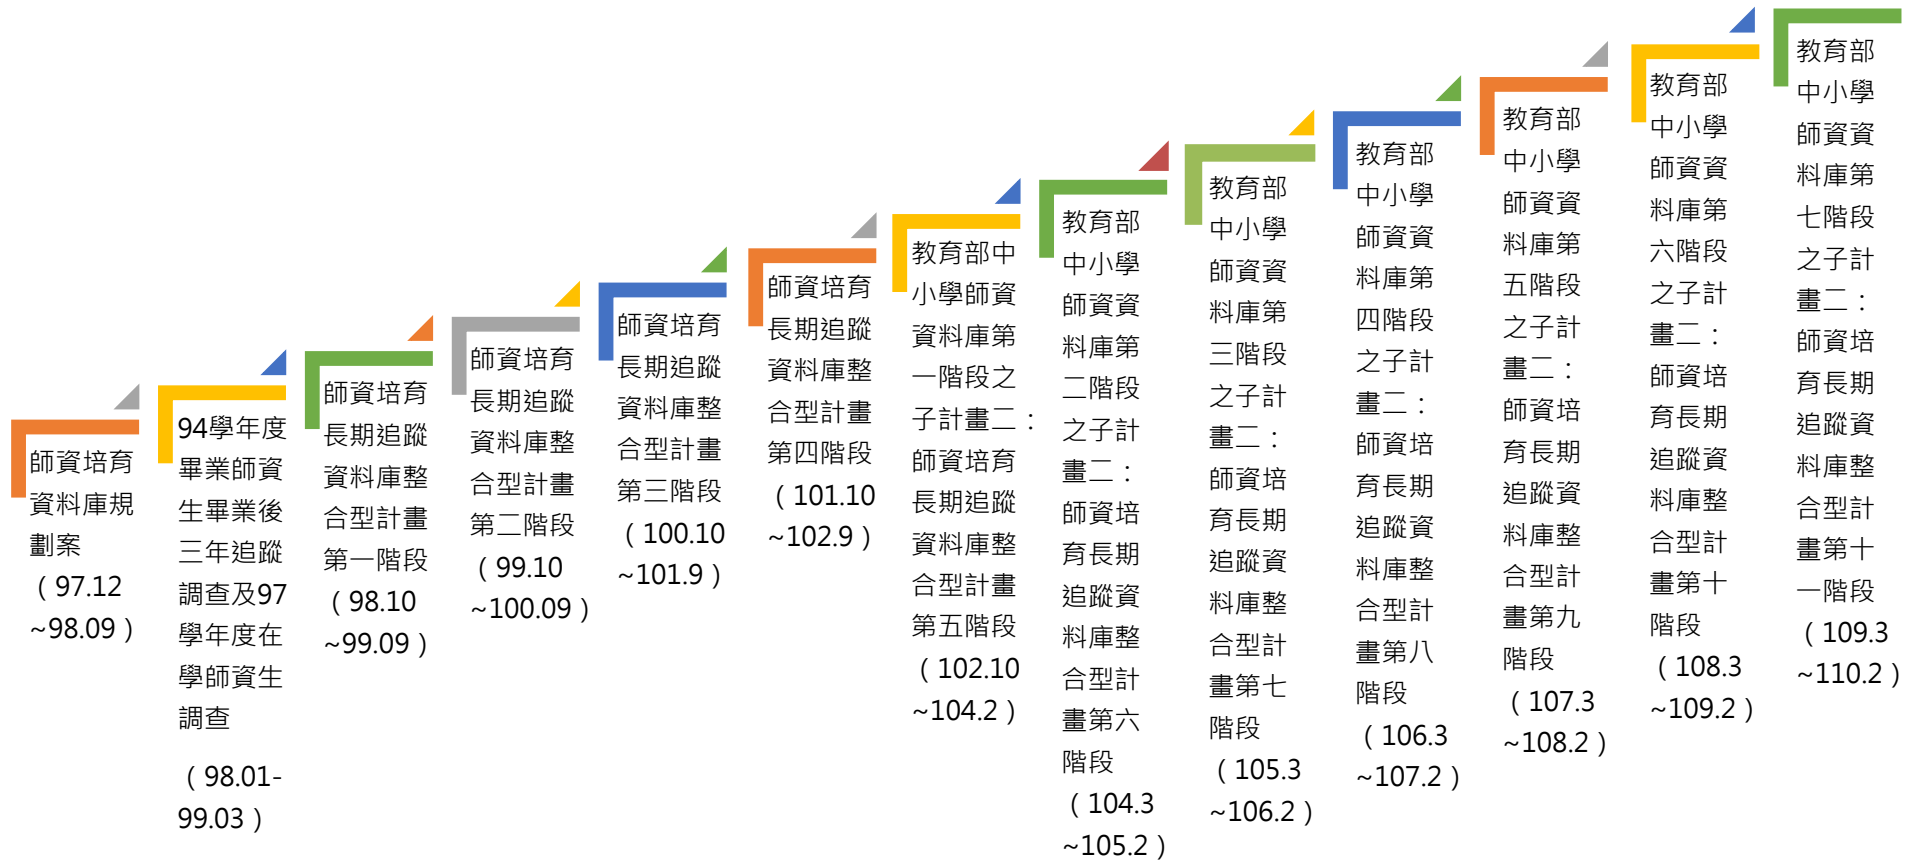 師資培育
資料庫規
劃案
（97.12
~98.09）
94學年度
畢業師資
生畢業後
三年追蹤
調查及97
學年度在
學師資生
調查
（98.01-
99.03）
師資培育
長期追蹤
資料庫整
合型計畫
第一階段
（98.10
~99.09）
師資培育
長期追蹤
資料庫整
合型計畫
第二階段
（99.10
~100.09）
師資培育
長期追蹤
資料庫整
合型計畫
第三階段
（100.10
~101.9）
師資培育
長期追蹤
資料庫整
合型計畫
第四階段
（101.10
~102.9）
教育部中
小學師資
資料庫第
一階段之
子計畫二：
師資培育
長期追蹤
資料庫整
合型計畫
第五階段
（102.10
~104.2）
教育部
中小學
師資資
料庫第
二階段
之子計
畫二：
師資培
育長期
追蹤資
料庫整
合型計
畫第六
階段
（104.3
~105.2）
教育部
中小學
師資資
料庫第
三階段
之子計
畫二：
師資培
育長期
追蹤資
料庫整
合型計
畫第七
階段
（105.3
~106.2）
教育部
中小學
師資資
料庫第
四階段
之子計
畫二：
師資培
育長期
追蹤資
料庫整
合型計
畫第八
階段
（106.3
~107.2）
教育部
中小學
師資資
料庫第
五階段
之子計
畫二：
師資培
育長期
追蹤資
料庫整
合型計
畫第九
階段
（107.3
~108.2）
教育部
中小學
師資資
料庫第
六階段
之子計
畫二：
師資培
育長期
追蹤資
料庫整
合型計
畫第十
階段
（108.3
~109.2）
教育部
中小學
師資資
料庫第
七階段
之子計
畫二：
師資培
育長期
追蹤資
料庫整
合型計
畫第十
一階段
（109.3
~110.2）